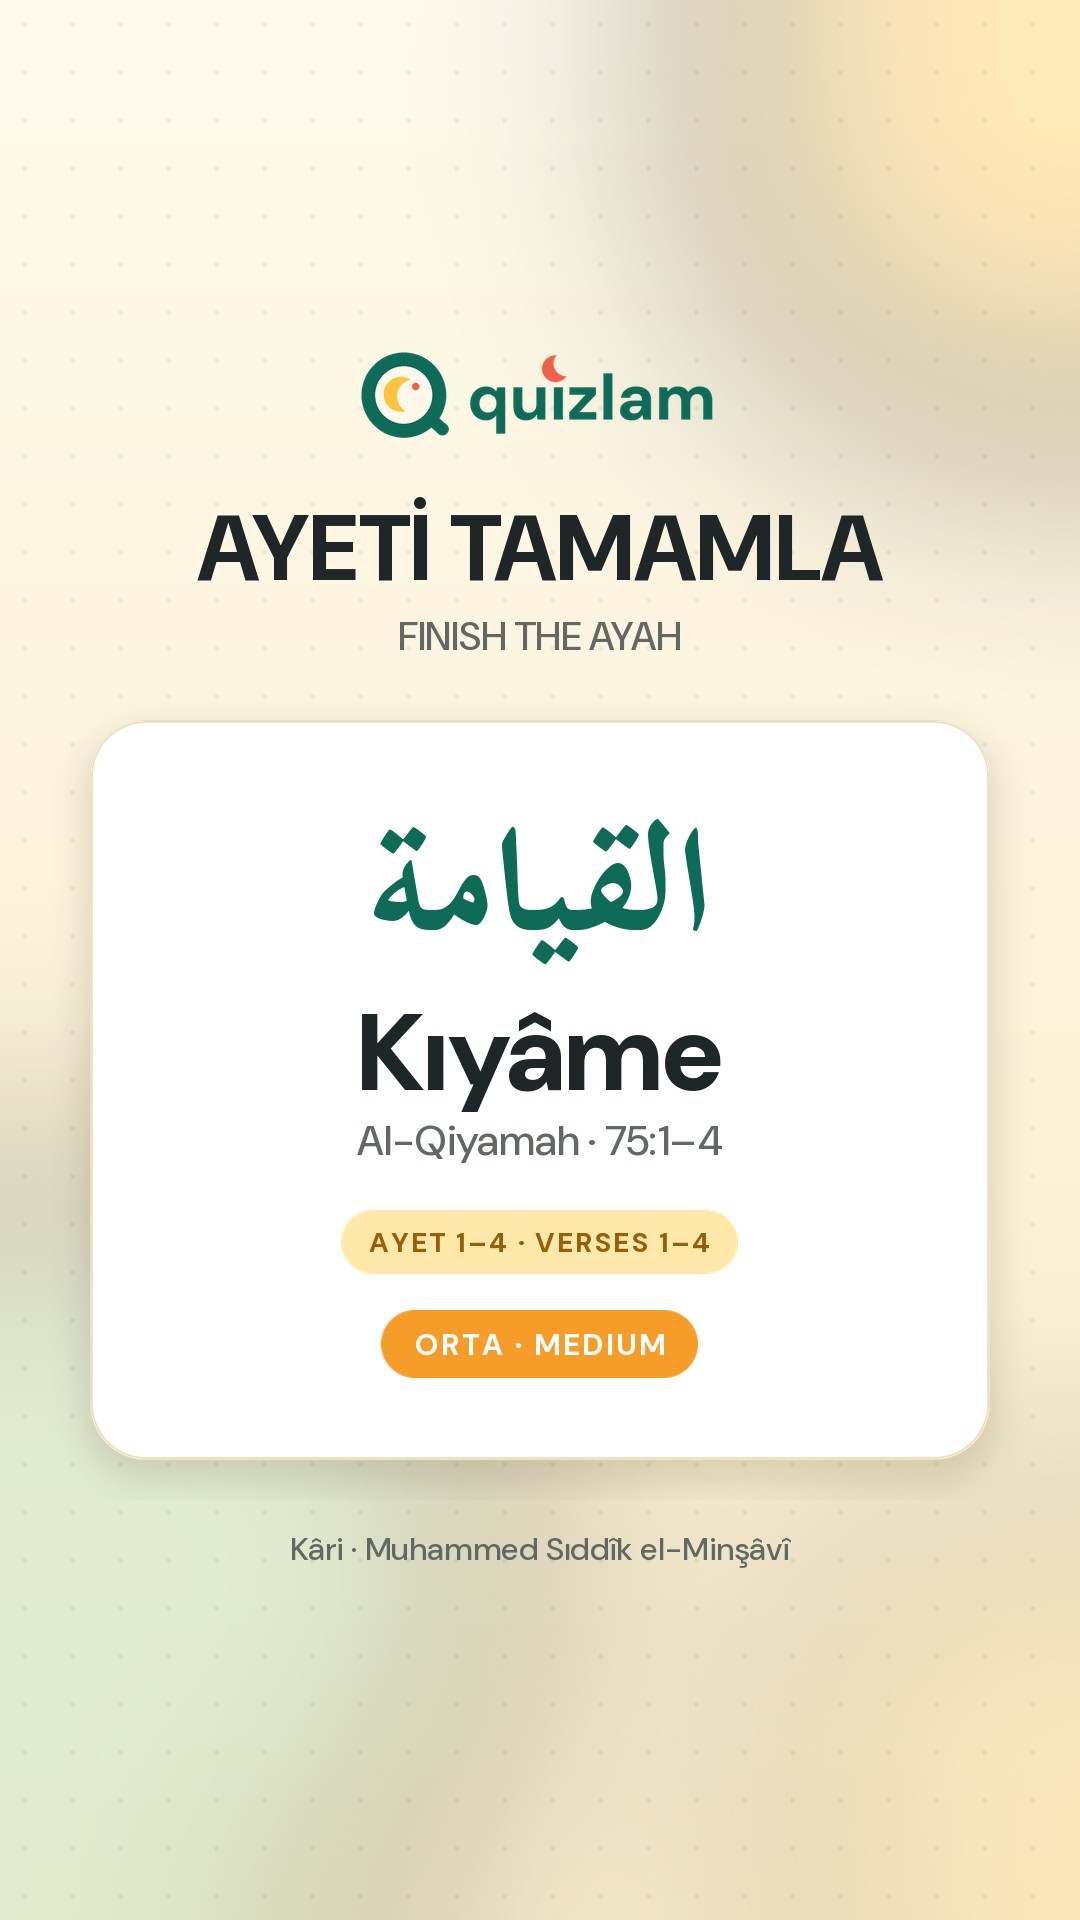 quizlam
AYETİ TAMAMLA
FINISH THE AYAH
القيامة
Kıyâme
Al-Qiyamah · 75:1–4
AYET 1–4 · VERSES 1–4
ORTA · MEDIUM
Kâri · Muhammed Sıddîk el-Minşâvî